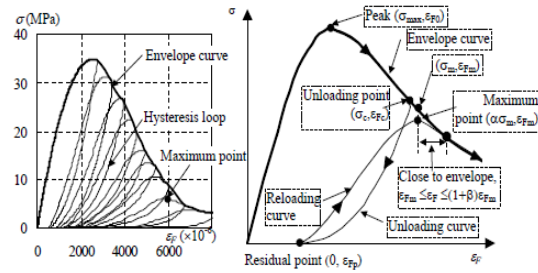 σ(MPa)
40
30
20
10
0
0
2000
4000
6000
ε_F (×10⁻⁶)
Envelope curve
Hysteresis loop
Maximum point
σ
Peak (σmax,εF0)
Envelope curve
(σm,εFm)
Unloading point
(σc,εFc)
Maximum
point (ασm,εFm)
Close to envelope,
εFm≤εF≤(1+β)εFm
Reloading
curve
Unloading curve
Residual point (0, εFp)
εF